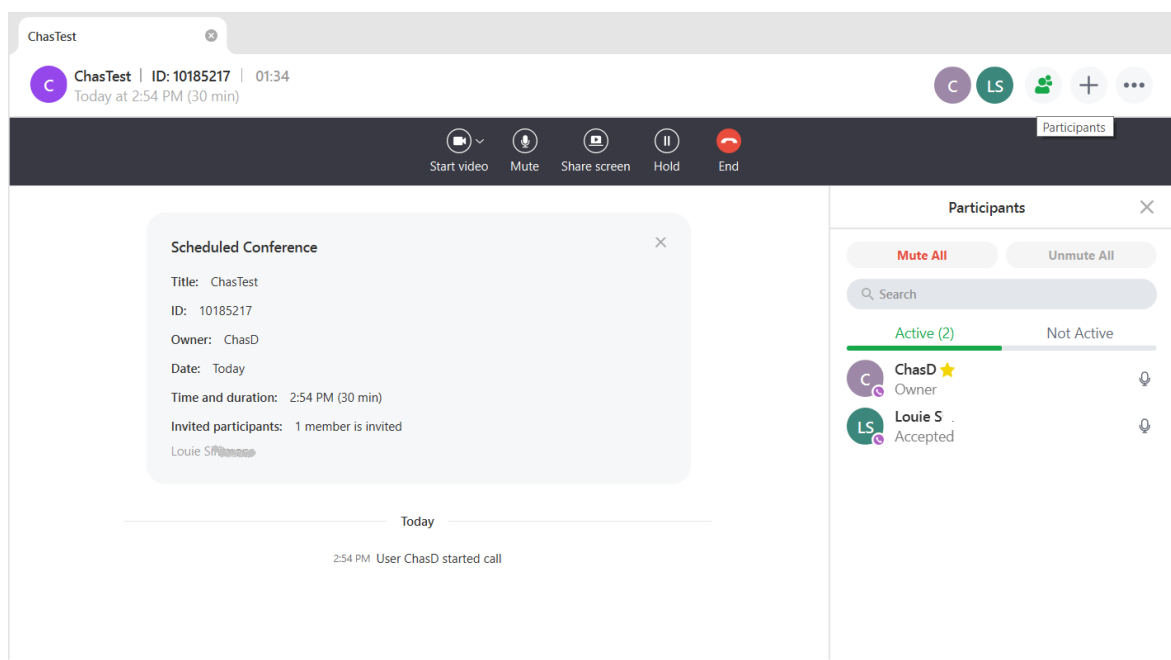 ChasTest
C ChasTest | ID: 10185217 | 01:34
Today at 2:54 PM (30 min)
C LS
Participants
Start video Mute Share screen Hold End
Participants
Mute All Unmute All
Search
Active (2) Not Active
C ChasD
Owner
LS Louie S
Accepted
Scheduled Conference
Title: ChasTest
ID: 10185217
Owner: ChasD
Date: Today
Time and duration: 2:54 PM (30 min)
Invited participants: 1 member is invited
Louie
Today
2:54 PM User ChasD started call